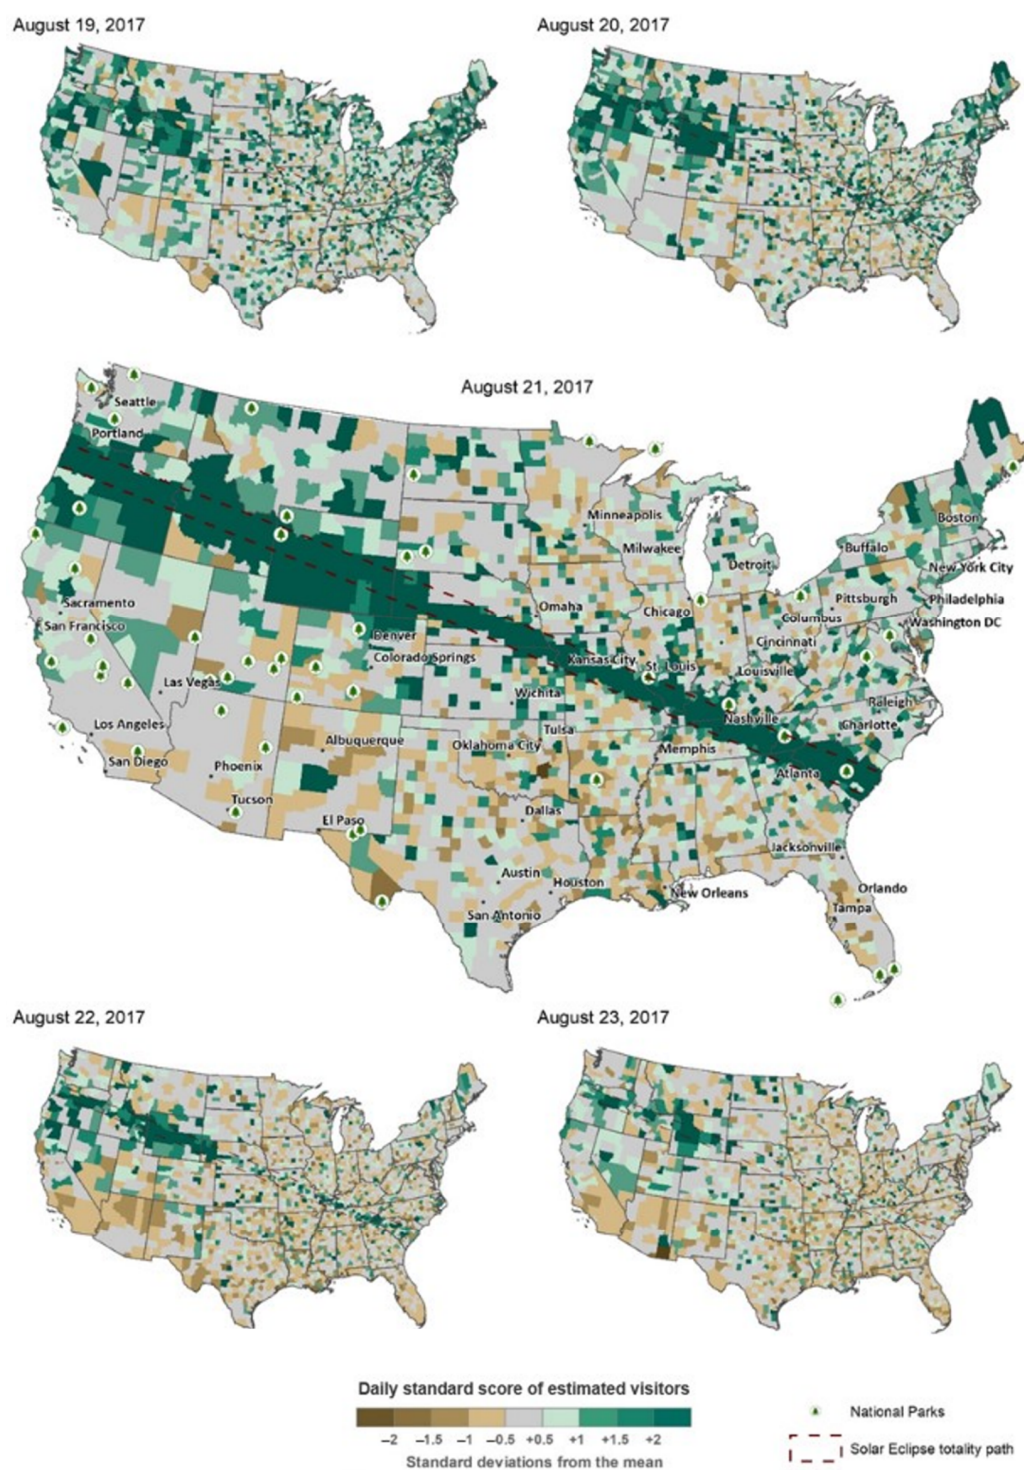 August 19, 2017
August 20, 2017
August 21, 2017
Seattle
Portland
Minneapolis
Boston
Milwakee
Buffalo
Detroit
New York City
Sacramento
Omaha
Chicago
Pittsburgh
Philadelphia
Columbus
San Francisco
Washington DC
Denver
Cincinnati
Colorado Springs
Kansas City
St. Louis
Louisville
Las Vegas
Wichita
Raleigh
Nashville
Los Angeles
Tulsa
Charlotte
Albuquerque
Oklahoma City
Memphis
San Diego
Phoenix
Atlanta
Tucson
Dallas
El Paso
Jacksonville
Austin
Houston
Orlando
New Orleans
Tampa
San Antonio
August 22, 2017
August 23, 2017
Daily standard score of estimated visitors
–2 –1.5 –1 –0.5 +0.5 +1 +1.5 +2
Standard deviations from the mean
National Parks
Solar Eclipse totality path